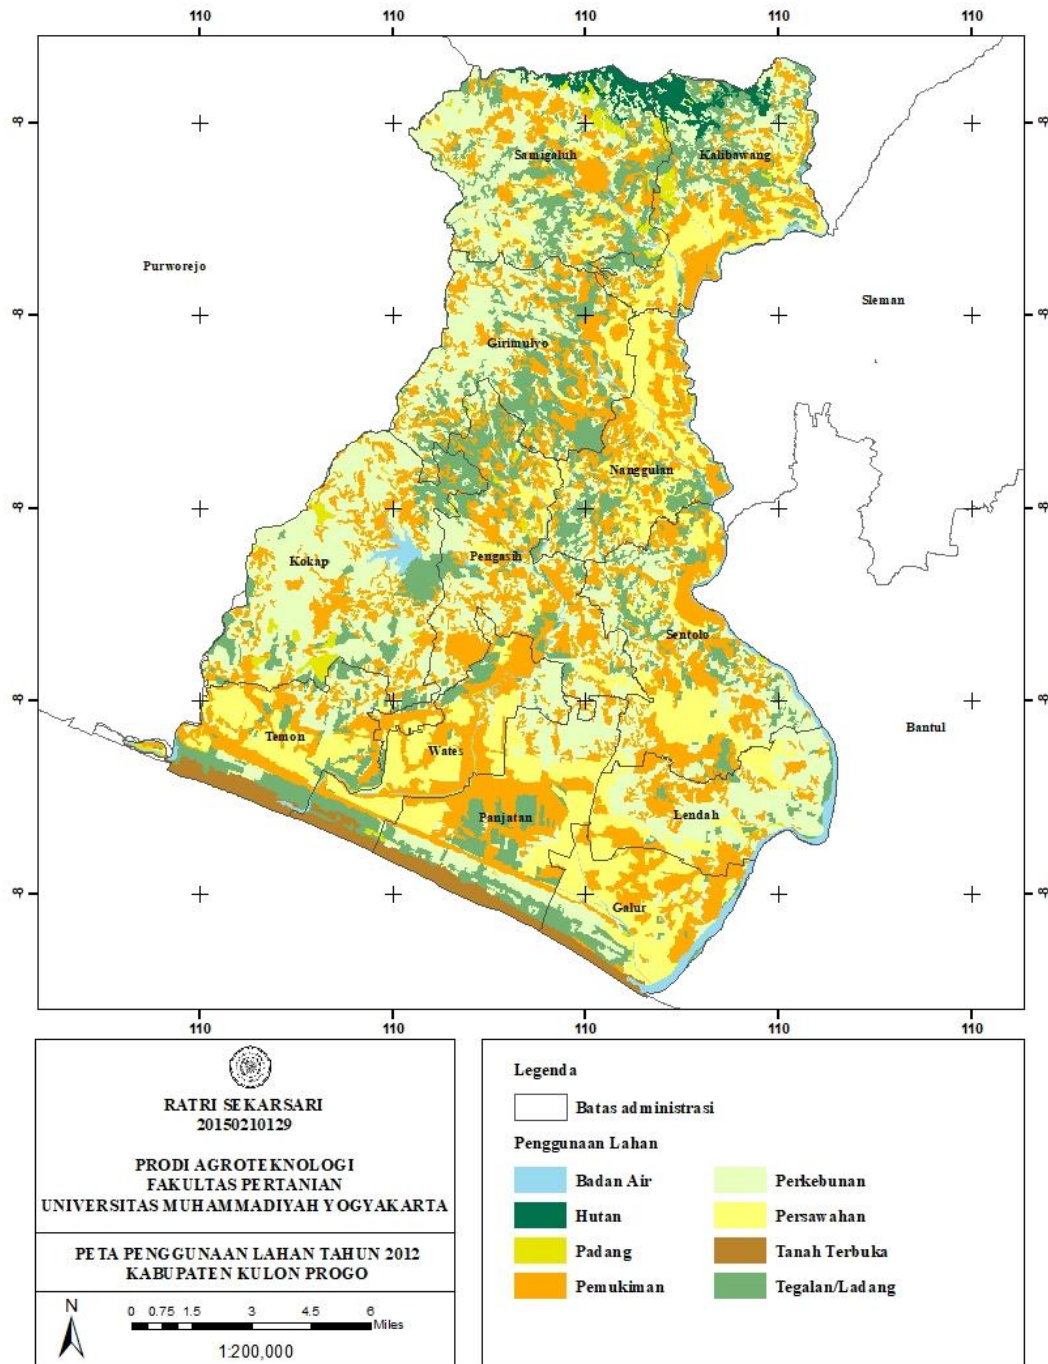 110 110 110 110 110
-8 -8
Samigaluh Kalibawang
Purworejo
Sleman
-8 -8
Girimulyo
Nanggulan
-8 -8
Kokap Pengasih
Sentolo
-8 -8
Temon Wates Bantul
Panjatan Lendah
-8 -8
Galur
110 110 110 110 110
RATRI SEKARSARI
20150210129
PRODI AGROTEKNOLOGI
FAKULTAS PERTANIAN
UNIVERSITAS MUHAMMADIYAH YOGYAKARTA
PETA PENGGUNAAN LAHAN TAHUN 2012
KABUPATEN KULON PROGO
N
0 0.75 1.5 3 4.5 6
Miles
1:200,000
Legenda
Batas administrasi
Penggunaan Lahan
Badan Air
Hutan
Padang
Pemukiman
Perkebunan
Persawahan
Tanah Terbuka
Tegalan/Ladang